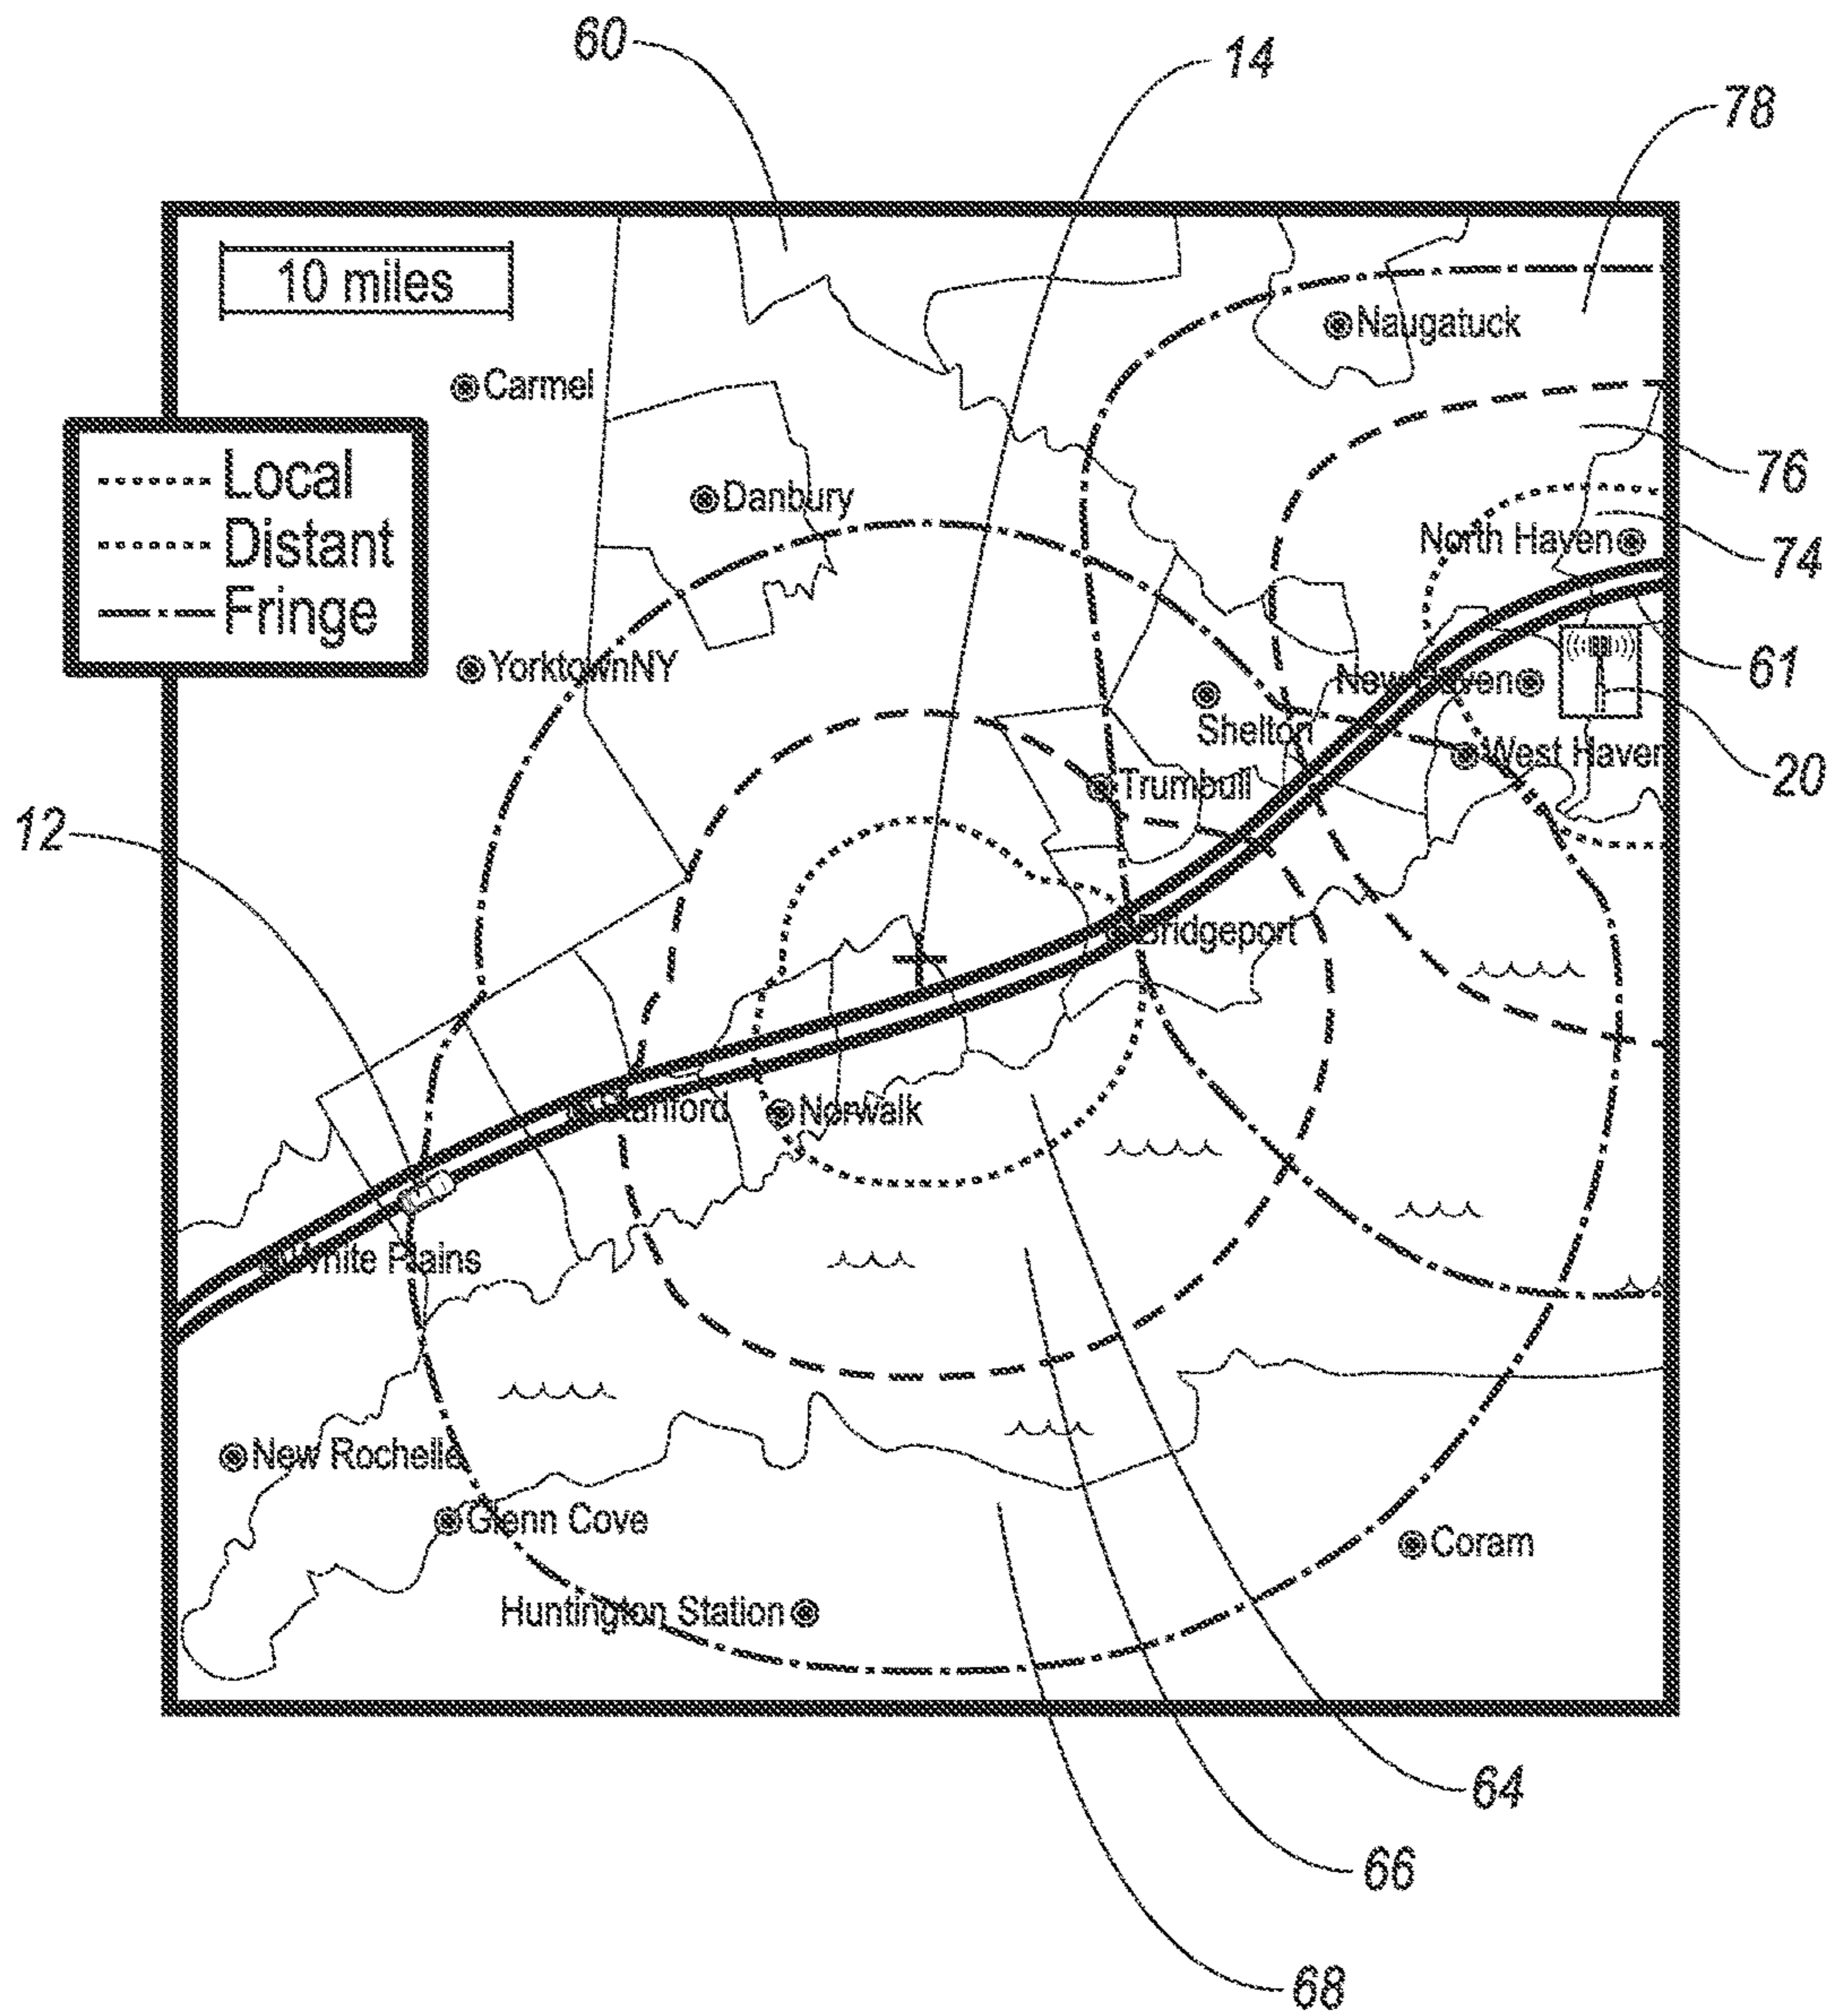 60
14
78
10 miles
Naugatuck
Carmel
Local
Distant
Fringe
76
Danbury
North Haven
74
YorktownNY
61
New Haven
Shelton
West Haven
20
Trumbull
12
Bridgeport
Stanford
Norwalk
White Plains
New Rochelle
Glenn Cove
Coram
Huntington Station
64
66
68